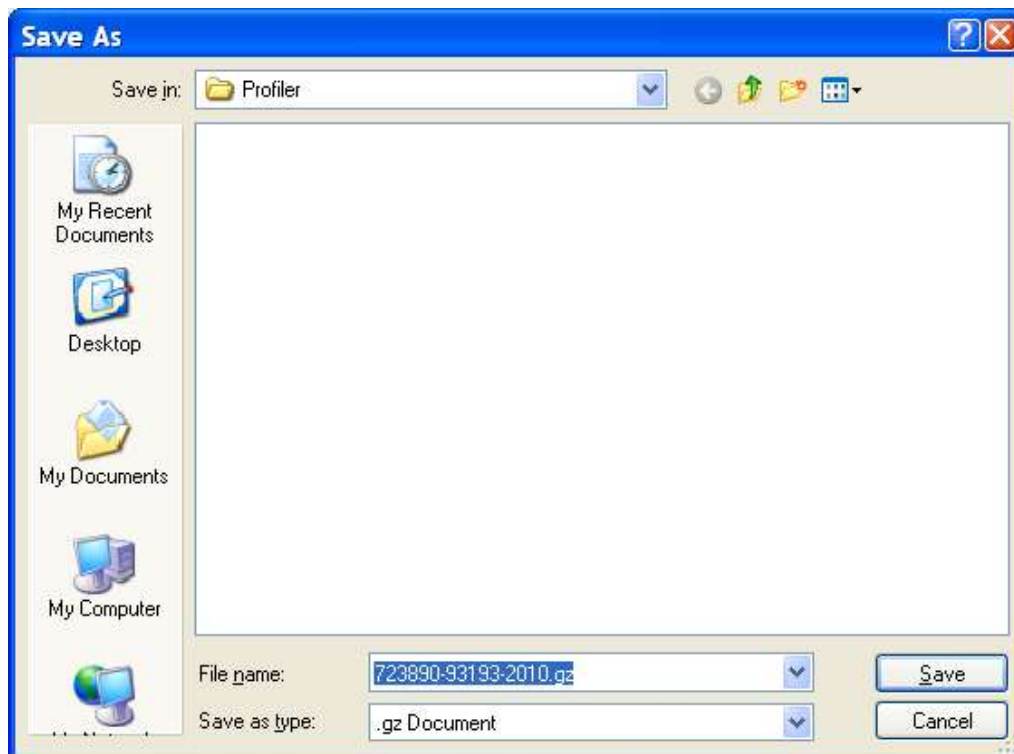 Save As
Save in:
Profiler
My Recent
Documents
Desktop
My Documents
My Computer
File name:
723890-93193-2010.gz
Save
Save as type:
.gz Document
Cancel